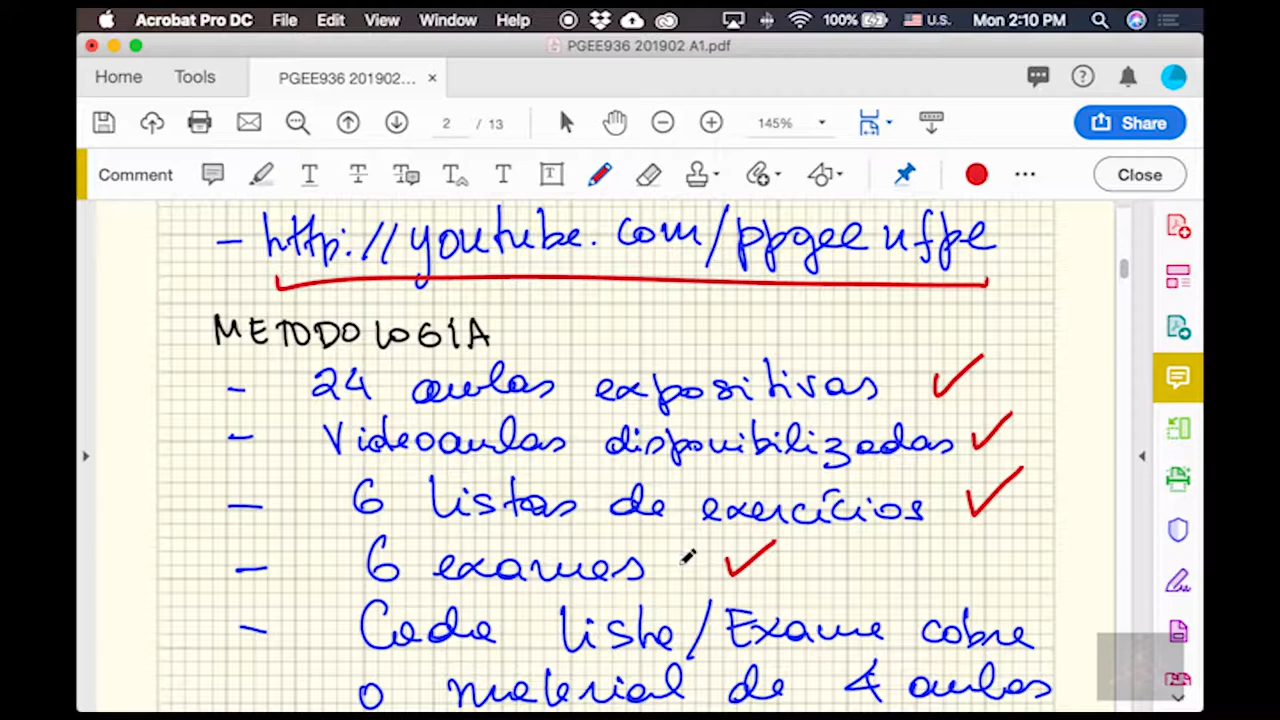 Acrobat Pro DC File Edit View Window Help 100% U.S. Mon 2:10 PM
PGEE936 201902 A1.pdf
Home Tools PGEE936 201902... ×
2 / 13 145% Share
Comment Close
- http://youtube.com/ppgeeufpe
METODOLOGIA
- 24 aulas expositivas
- Videoaulas disponibilizadas
- 6 listas de exercícios
- 6 exames
- Cada lista/Exame cobre
o material de 4 aulas